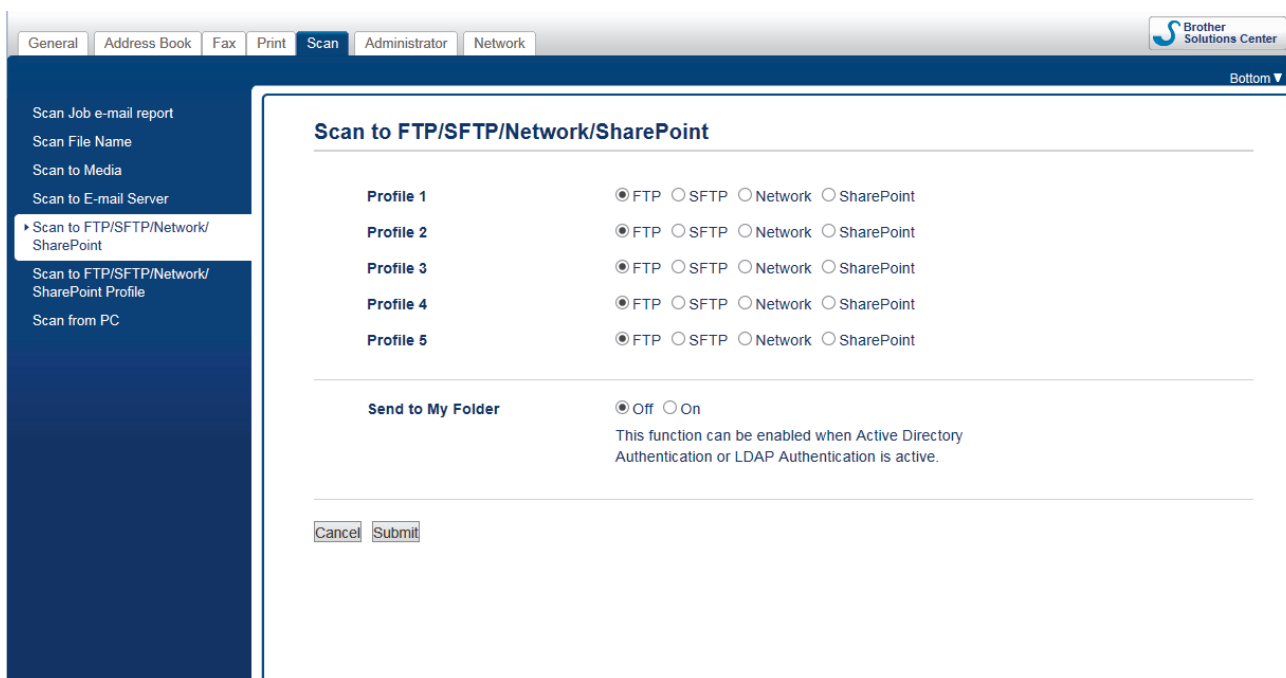 General Address Book Fax Print Scan Administrator Network
Brother
Solutions Center
Bottom▼
Scan Job e-mail report
Scan File Name
Scan to Media
Scan to E-mail Server
Scan to FTP/SFTP/Network/
SharePoint
Scan to FTP/SFTP/Network/
SharePoint Profile
Scan from PC
Scan to FTP/SFTP/Network/SharePoint
Profile 1 FTP SFTP Network SharePoint
Profile 2 FTP SFTP Network SharePoint
Profile 3 FTP SFTP Network SharePoint
Profile 4 FTP SFTP Network SharePoint
Profile 5 FTP SFTP Network SharePoint
Send to My Folder Off On
This function can be enabled when Active Directory
Authentication or LDAP Authentication is active.
Cancel Submit